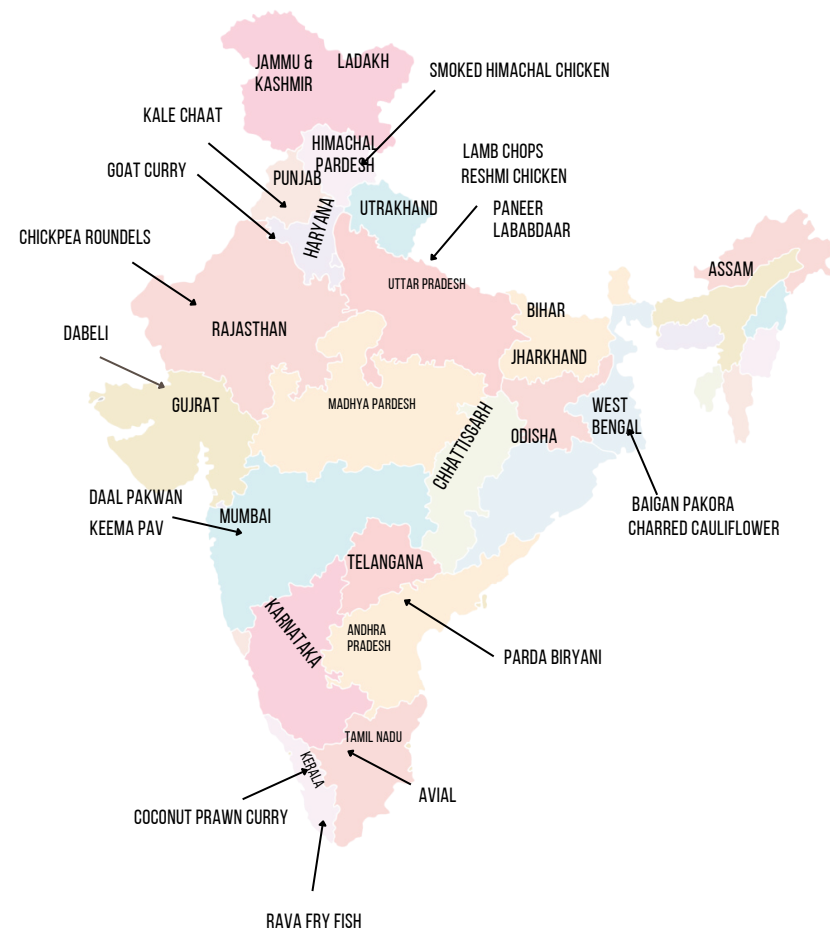 JAMMU &
KASHMIR
LADAKH
SMOKED HIMACHAL CHICKEN
KALE CHAAT
HIMACHAL
PARDESH
LAMB CHOPS
RESHMI CHICKEN
GOAT CURRY
PUNJAB
PANEER
LABABDAAR
UTRAKHAND
HARYANA
CHICKPEA ROUNDELS
ASSAM
UTTAR PRADESH
BIHAR
RAJASTHAN
DABELI
JHARKHAND
GUJRAT
MADHYA PARDESH
WEST
BENGAL
CHHATTISGARH
ODISHA
DAAL PAKWAN
KEEMA PAV
MUMBAI
BAIGAN PAKORA
CHARRED CAULIFLOWER
TELANGANA
KARNATAKA
ANDHRA
PRADESH
PARDA BIRYANI
TAMIL NADU
KERALA
AVIAL
COCONUT PRAWN CURRY
RAVA FRY FISH